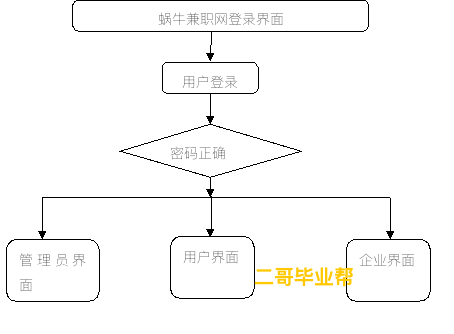 蜗牛兼职网登录界面
用户登录
密码正确
管理员界
面
用户界面
企业界面
二哥毕业帮